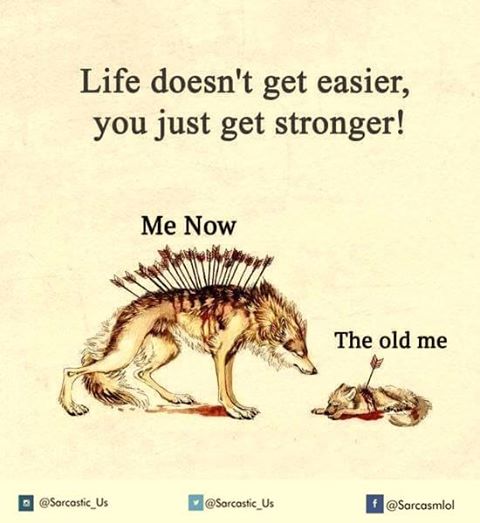 Life doesn't get easier,
you just get stronger!
Me Now
The old me
@Sarcastic_Us
@Sarcastic_Us
f @Sarcasmlol